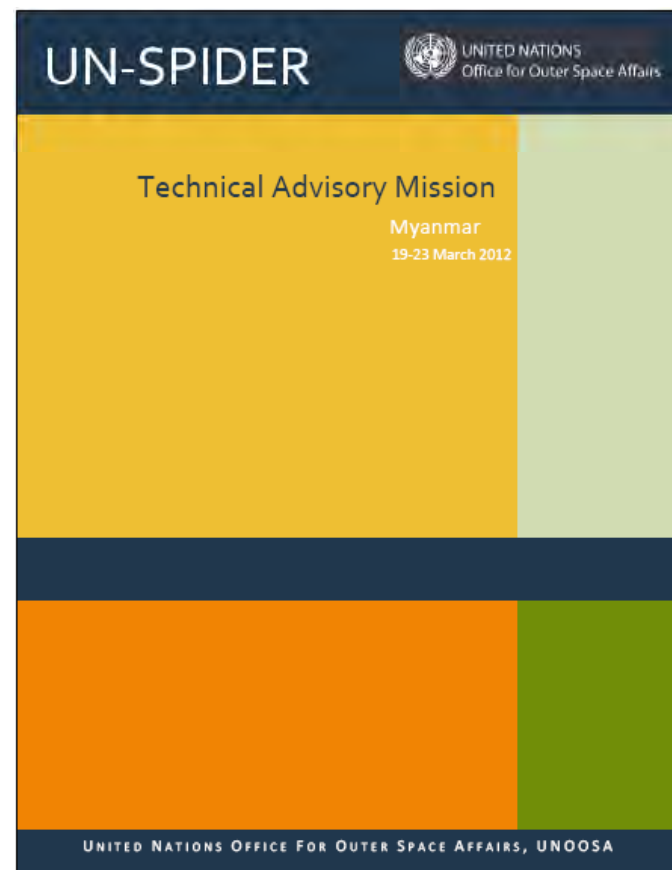 UN-SPIDER
UNITED NATIONS
Office for Outer Space Affairs
Technical Advisory Mission
Myanmar
19-23 March 2012
UNITED NATIONS OFFICE FOR OUTER SPACE AFFAIRS, UNOOSA